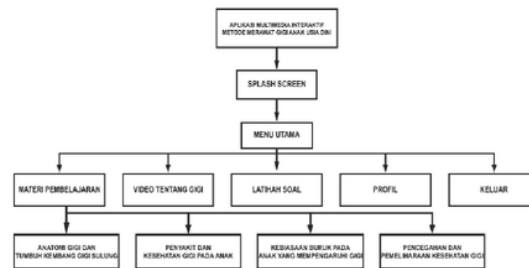 APLIKASI MULTIMEDIA INTERAKTIF
METODE MERAWAT GIGI ANAK USIA DINI
SPLASH SCREEN
MENU UTAMA
MATERI PEMBELAJARAN
VIDEO TENTANG GIGI
LATIHAH SOAL
PROFIL
KELUAR
ANATOMI GIGI DAN
TUMBUH KEMBANG GIGI SULUNG
PENYAKIT DAN
KESEHATAN GIGI PADA ANAK
KEBIASAAN BURUK PADA
ANAK YANG MEMPENGARUHI GIGI
PENCEGAHAN DAN
PEMELIHARAAN KESEHATAN GIGI